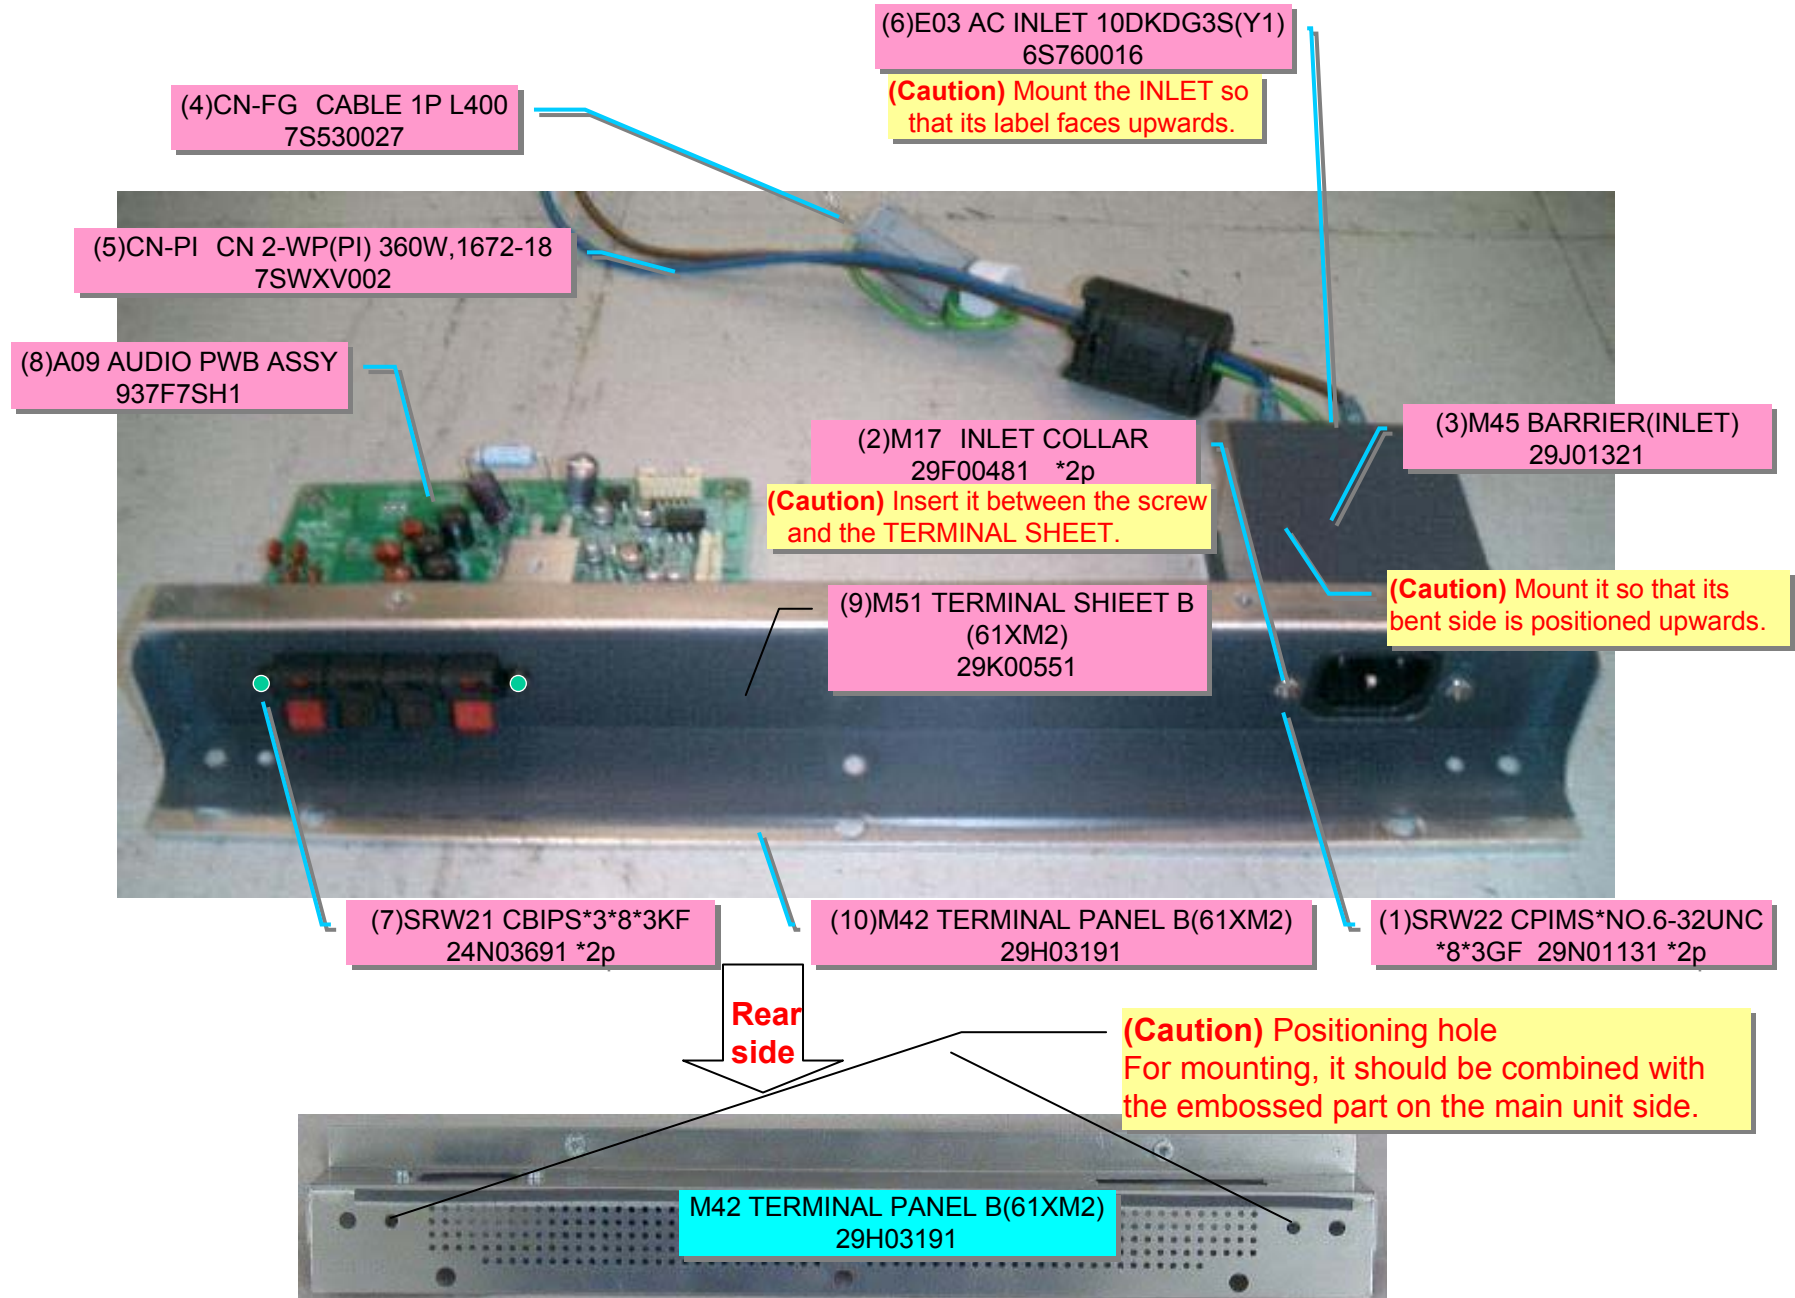 (6)E03 AC INLET 10DKDG3S(Y1)
6S760016
(Caution) Mount the INLET so
that its label faces upwards.
(4)CN-FG CABLE 1P L400
7S530027
(5)CN-PI CN 2-WP(PI) 360W,1672-18
7SWXV002
(8)A09 AUDIO PWB ASSY
937F7SH1
(2)M17 INLET COLLAR
29F00481 *2p
(Caution) Insert it between the screw
and the TERMINAL SHEET.
(3)M45 BARRIER(INLET)
29J01321
(Caution) Mount it so that its
bent side is positioned upwards.
(9)M51 TERMINAL SHIEET B
(61XM2)
29K00551
(7)SRW21 CBIPS*3*8*3KF
24N03691 *2p
(10)M42 TERMINAL PANEL B(61XM2)
29H03191
(1)SRW22 CPIMS*NO.6-32UNC
*8*3GF 29N01131 *2p
Rear
side
(Caution) Positioning hole
For mounting, it should be combined with
the embossed part on the main unit side.
M42 TERMINAL PANEL B(61XM2)
29H03191